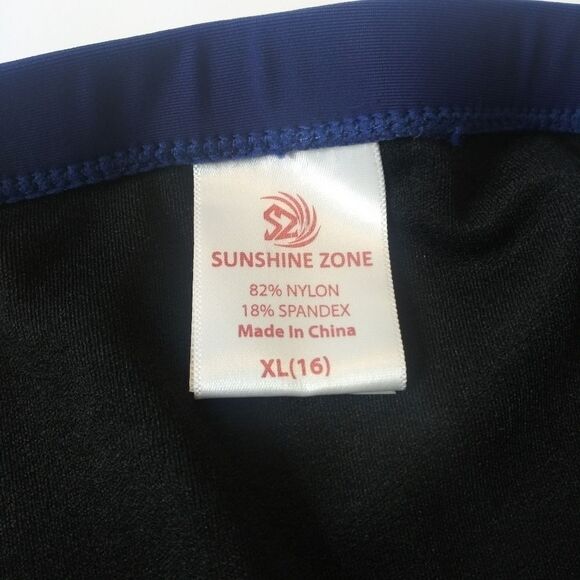 SZ
SUNSHINE ZONE
82% NYLON
18% SPANDEX
Made In China
XL(16)